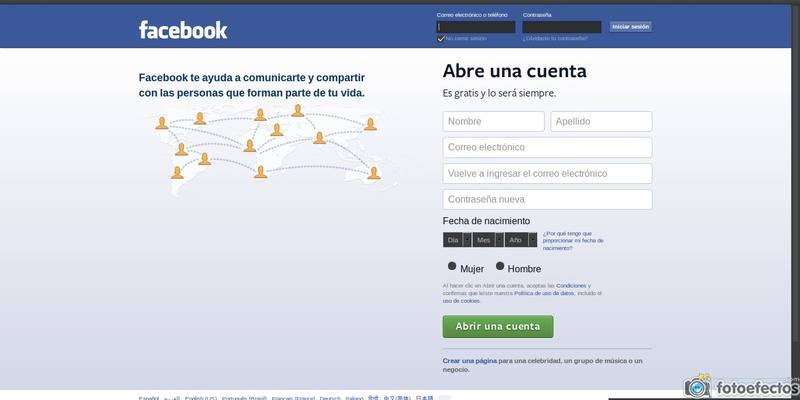 facebook
Correo electrónico o teléfono
Contraseña
Iniciar sesión
No cerrar sesión
¿Olvidaste tu contraseña?
Facebook te ayuda a comunicarte y compartir
con las personas que forman parte de tu vida.
Abre una cuenta
Es gratis y lo será siempre.
Nombre
Apellido
Correo electrónico
Vuelve a ingresar el correo electrónico
Contraseña nueva
Fecha de nacimiento
Día
Mes
Año
¿Por qué tengo que
proporcionar mi fecha de
nacimiento?
Mujer
Hombre
Al hacer clic en Abrir una cuenta, aceptas las Condiciones y
confirmas que leíste nuestra Política de uso de datos, incluido el
uso de cookies.
Abrir una cuenta
Crear una página para una celebridad, un grupo de música o un
negocio.
Español العربية English (US) Português (Brasil) Français (France) Deutsch Italiano हिन्दी 中文(简体) 日本語
fotoefectos